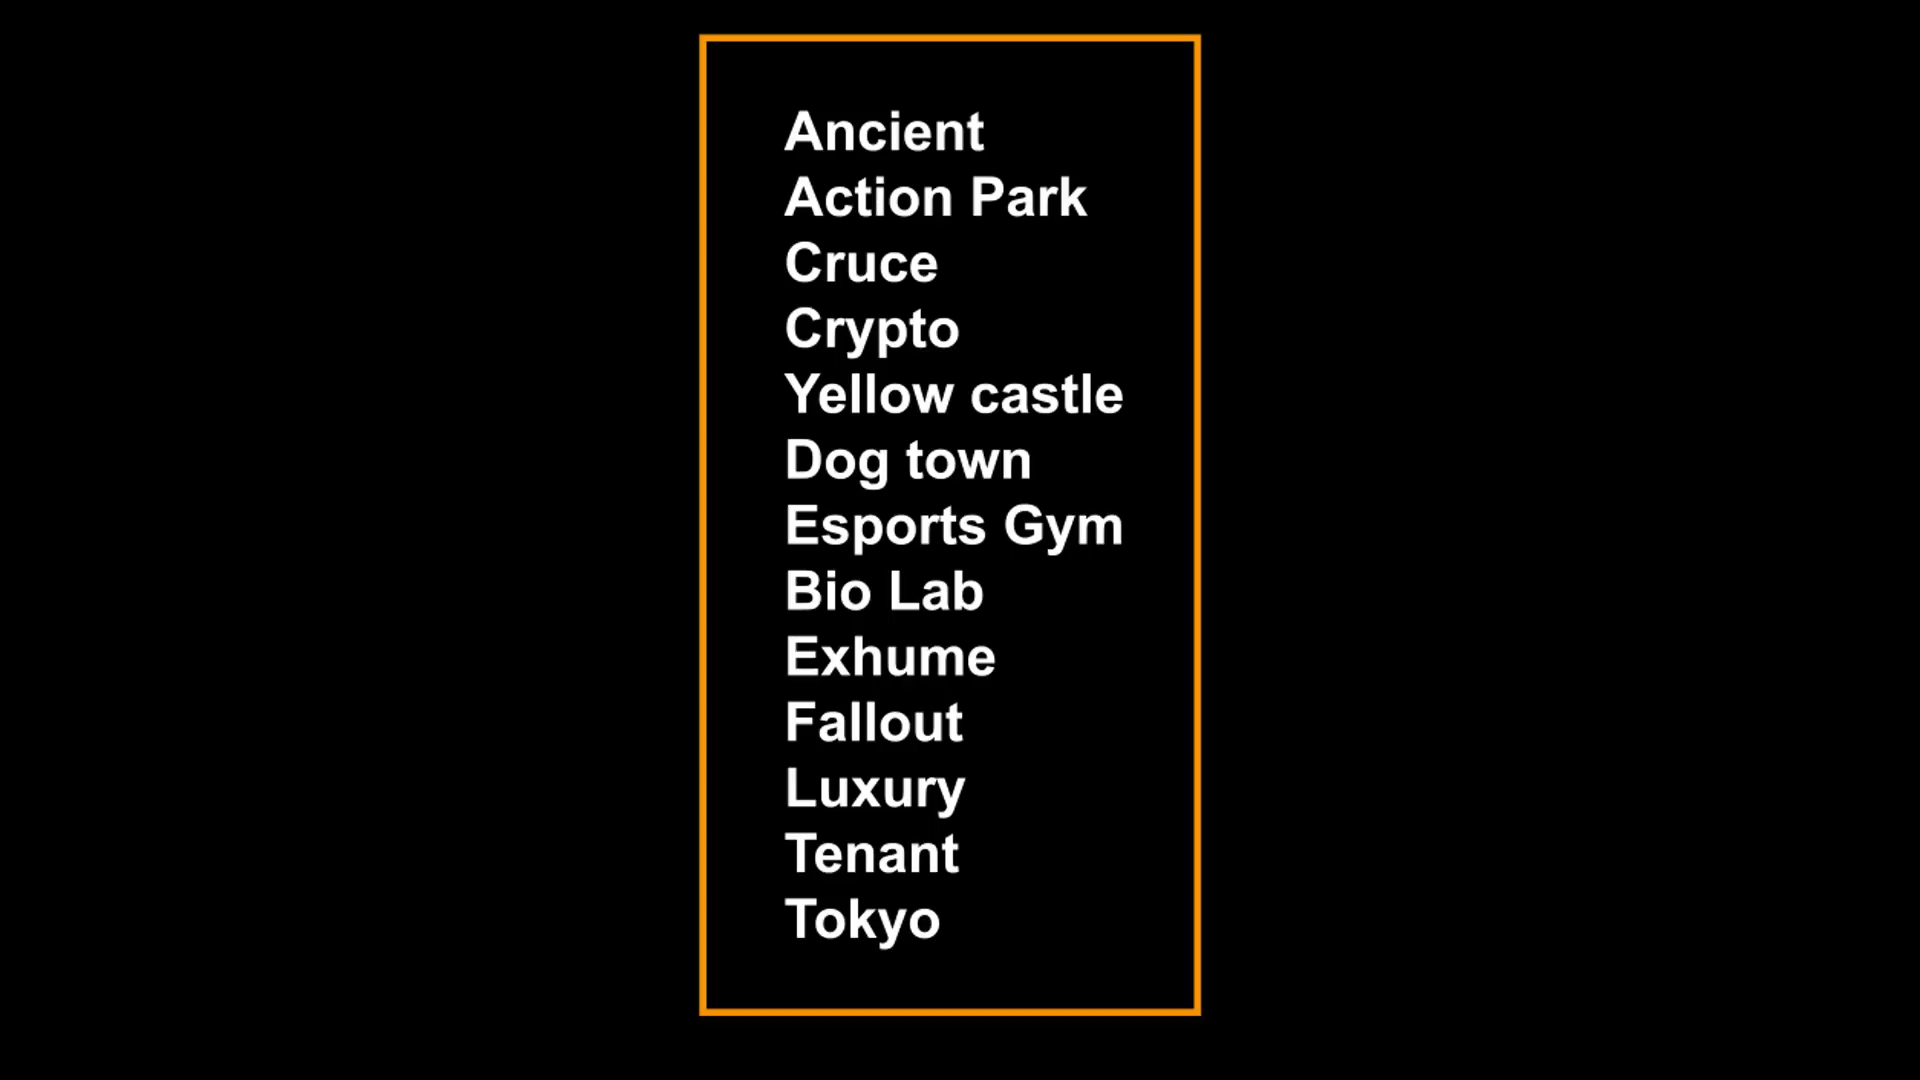 Ancient
Action Park
Cruce
Crypto
Yellow castle
Dog town
Esports Gym
Bio Lab
Exhume
Fallout
Luxury
Tenant
Tokyo